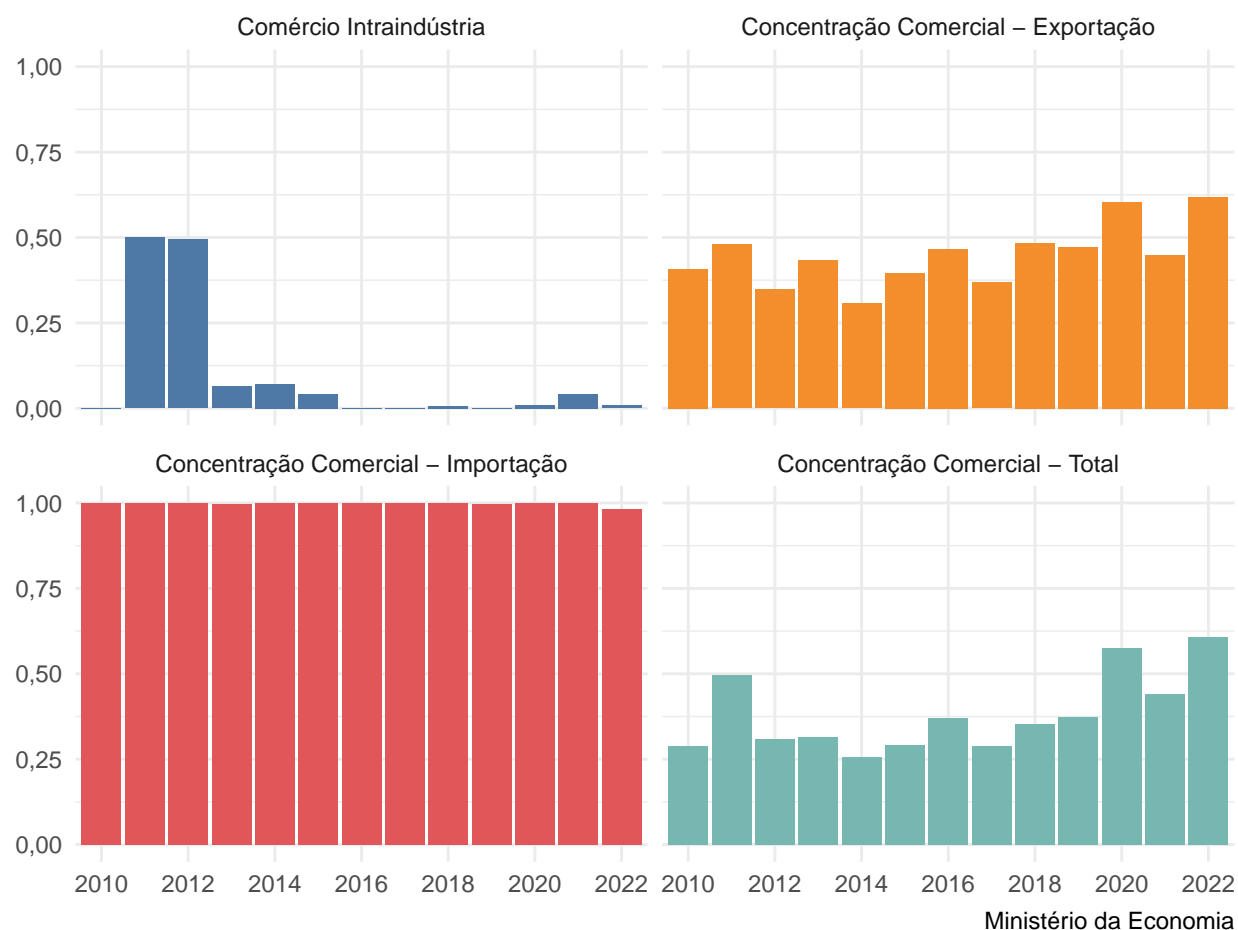 Comércio Intraindústria
Concentração Comercial – Exportação
1,00
0,75
0,50
0,25
0,00
Concentração Comercial – Importação
Concentração Comercial – Total
1,00
0,75
0,50
0,25
0,00
2010 2012 2014 2016 2018 2020 2022
2010 2012 2014 2016 2018 2020 2022
Ministério da Economia